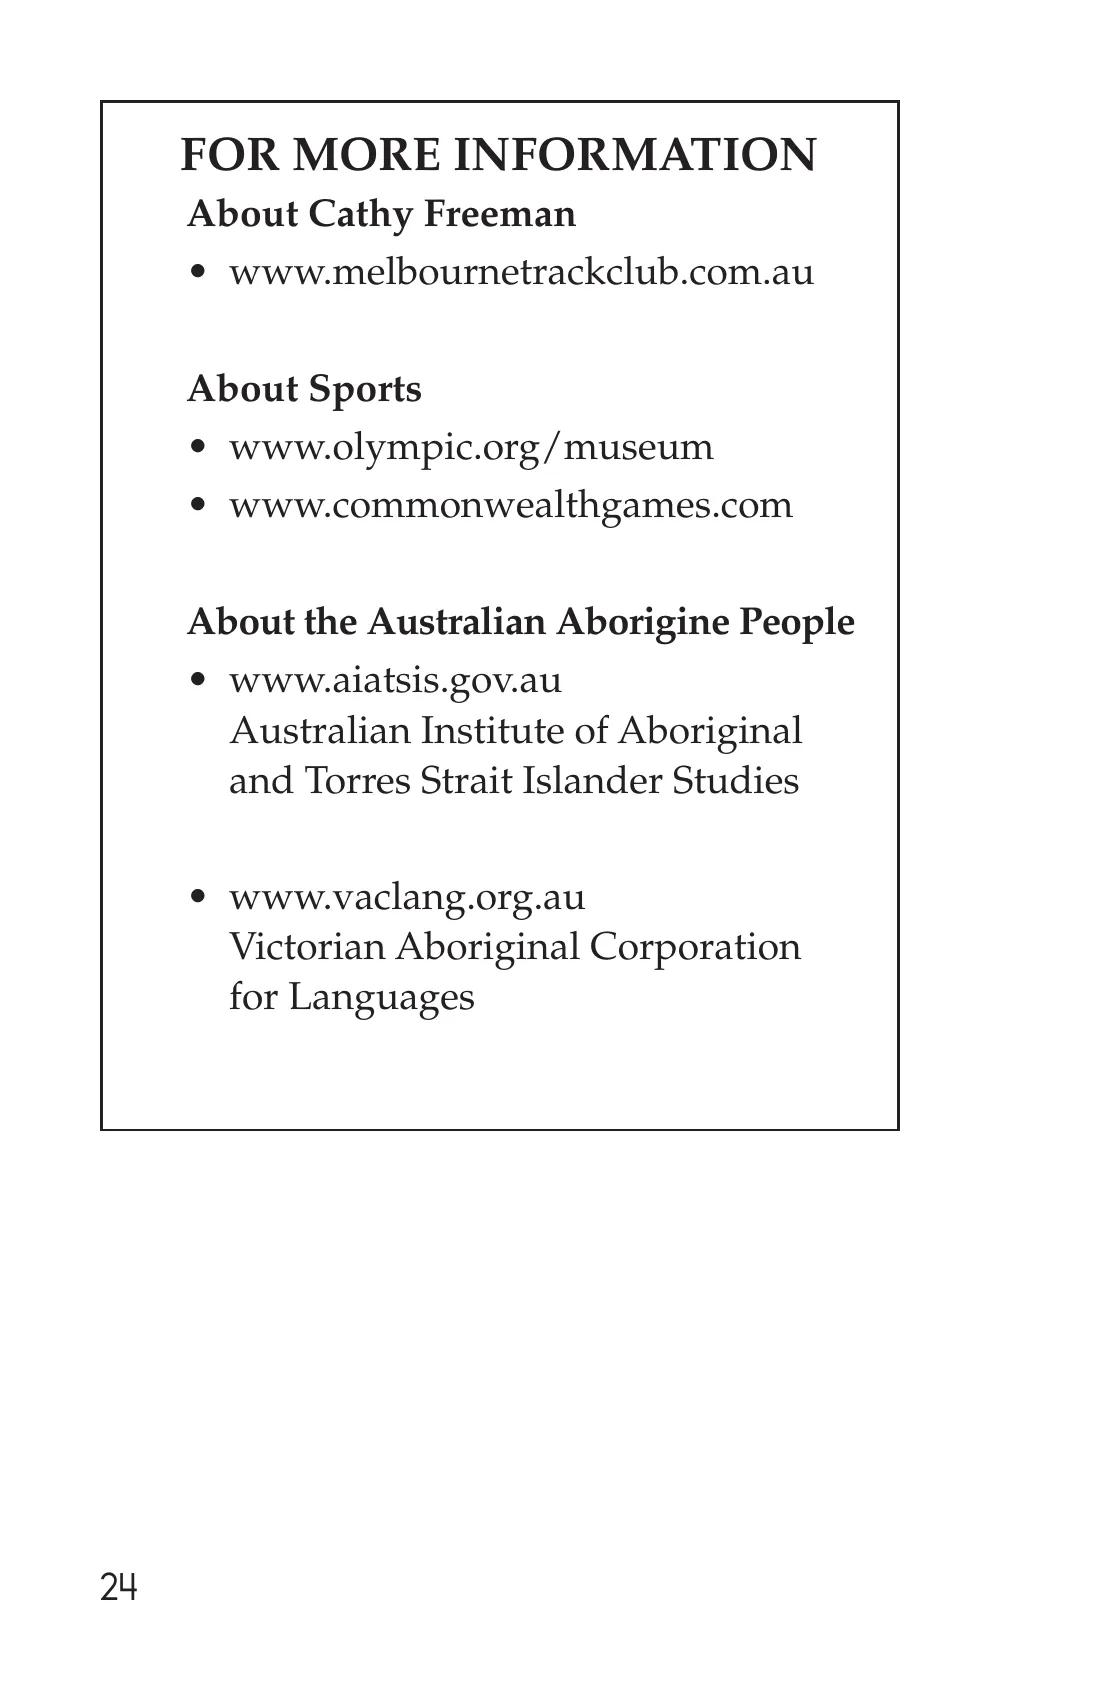 FOR MORE INFORMATION
About Cathy Freeman
• www.melbournetrackclub.com.au
About Sports
• www.olympic.org/museum
• www.commonwealthgames.com
About the Australian Aborigine People
• www.aiatsis.gov.au
Australian Institute of Aboriginal
and Torres Strait Islander Studies
• www.vaclang.org.au
Victorian Aboriginal Corporation
for Languages
24